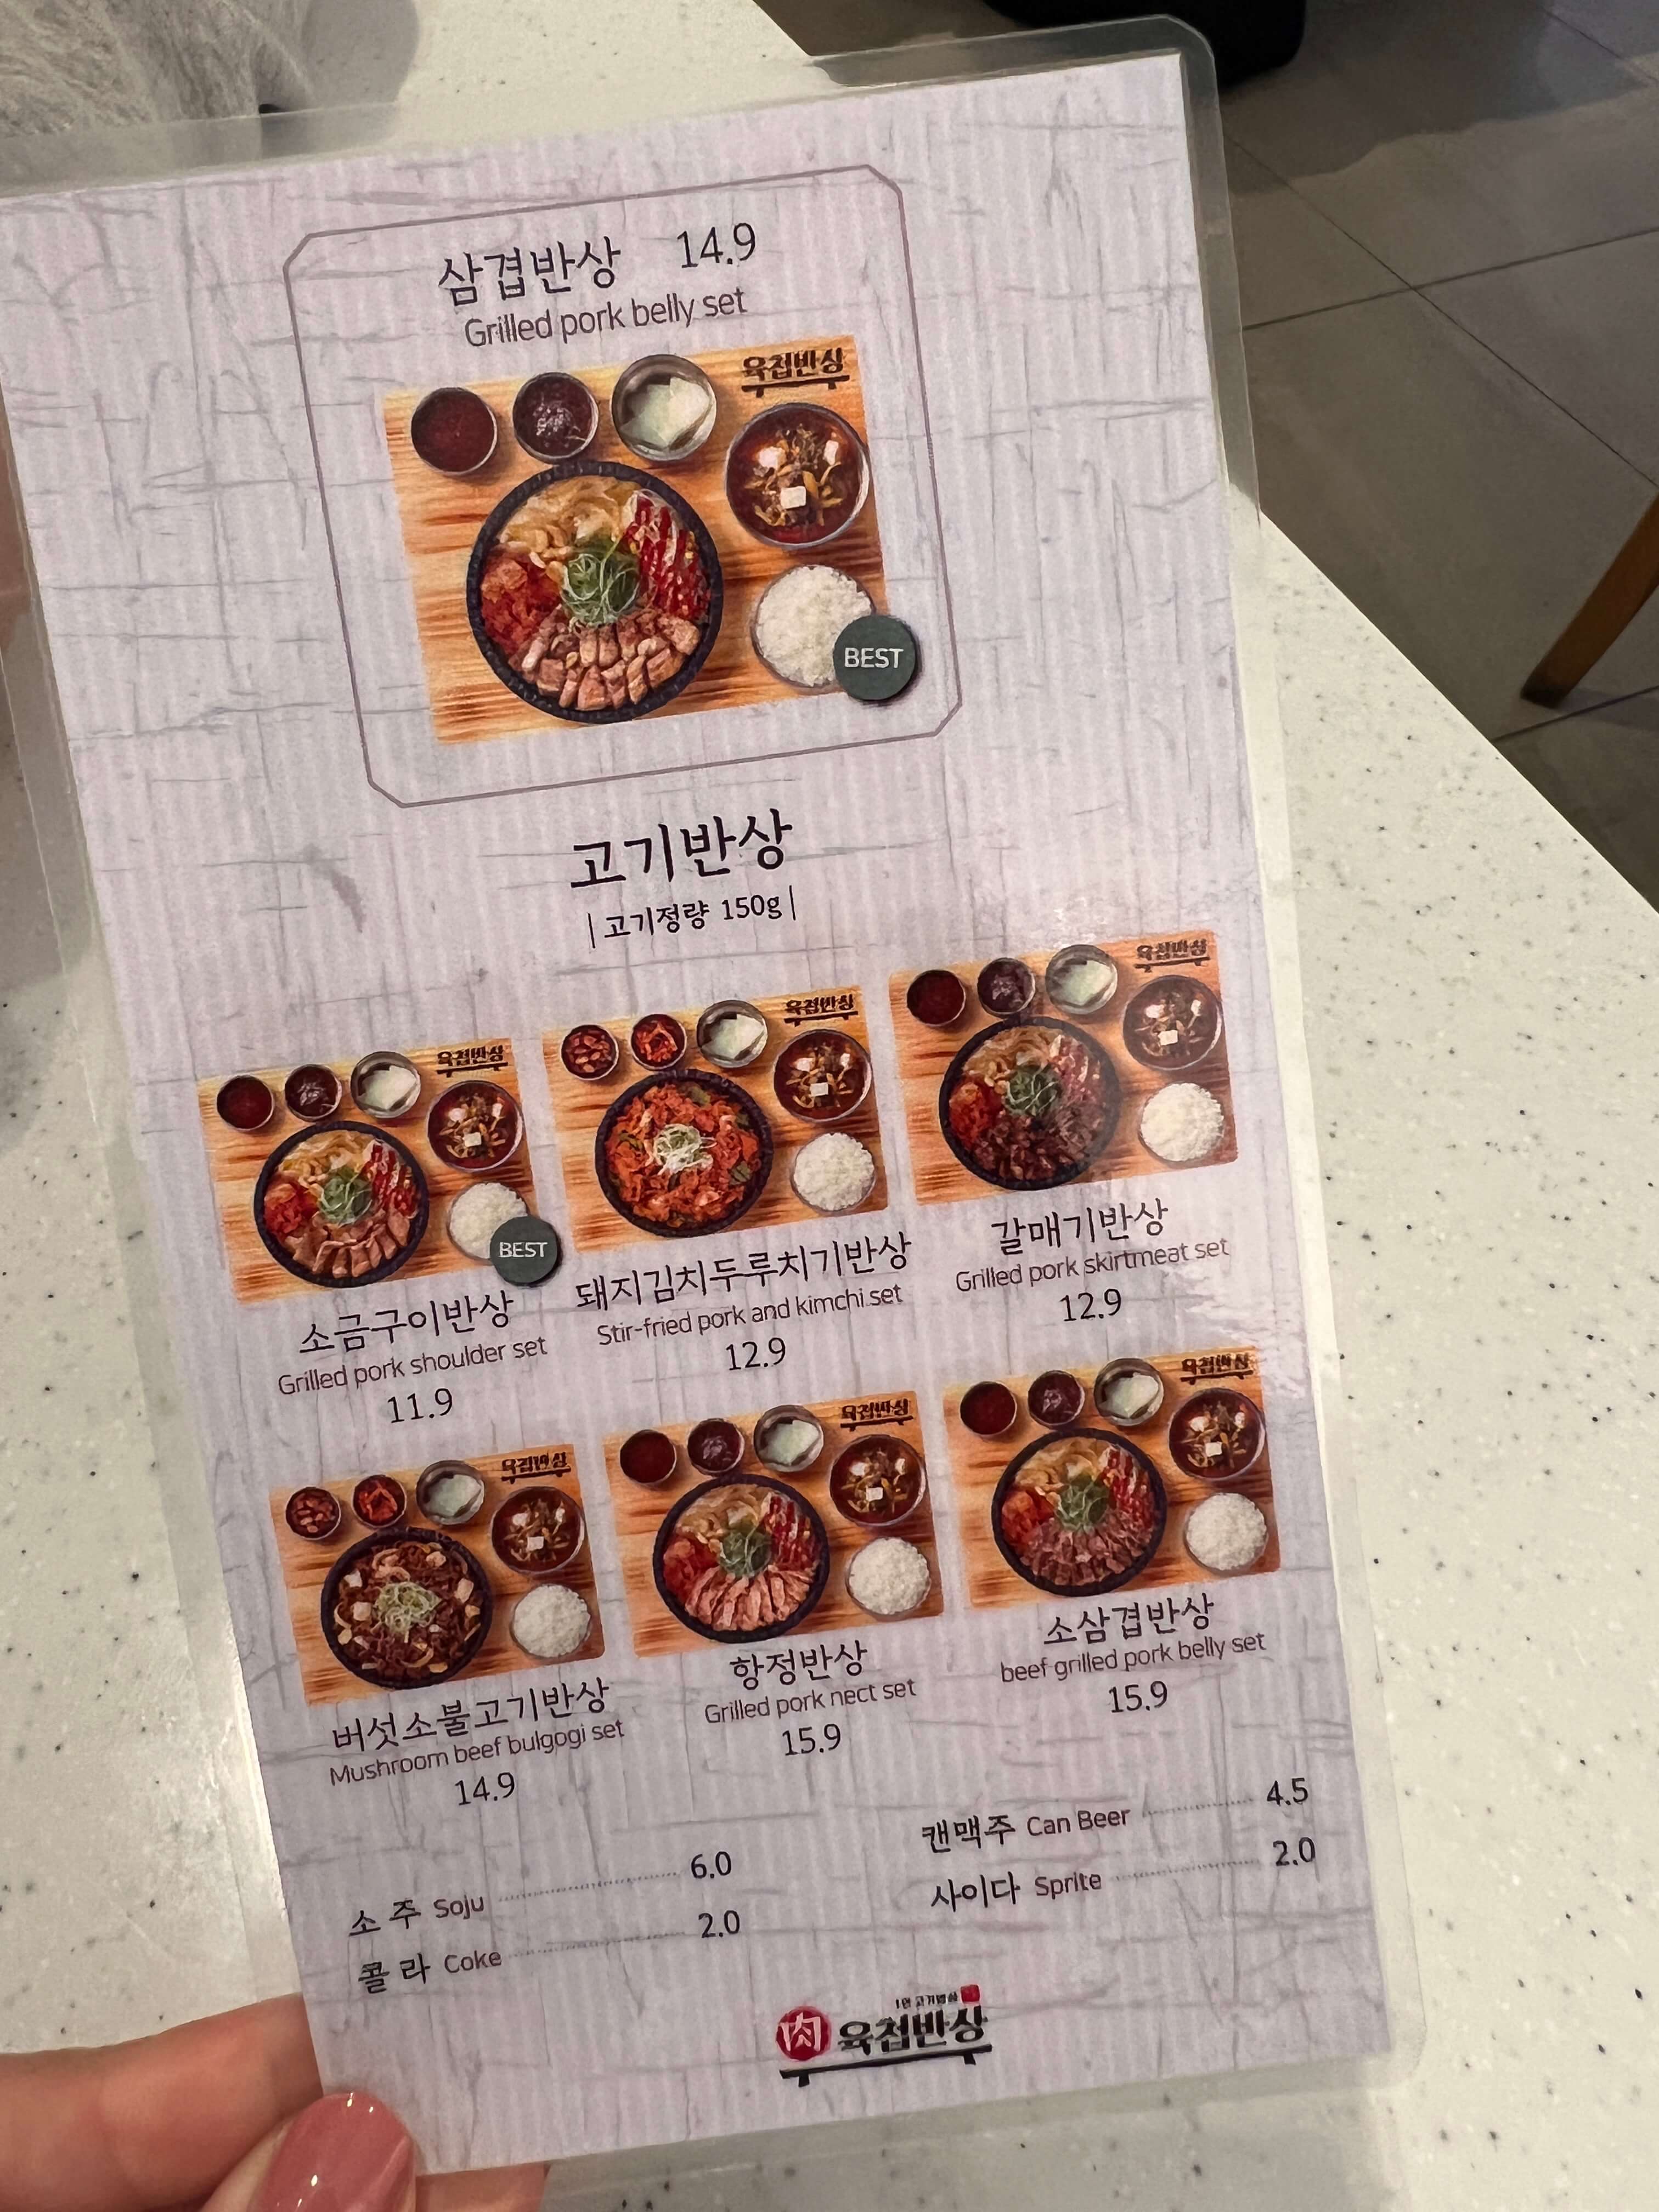 삼겹반상 14.9
Grilled pork belly set
육첩반상
BEST
고기반상
|고기정량 150g|
육첩반상
육첩반상
육첩반상
BEST
소금구이반상
Grilled pork shoulder set
11.9
돼지김치두루치기반상
Stir-fried pork and kimchi set
12.9
갈매기반상
Grilled pork skirtmeat set
12.9
육첩반상
육첩반상
육첩반상
버섯소불고기반상
Mushroom beef bulgogi set
14.9
항정반상
Grilled pork nect set
15.9
소삼겹반상
beef grilled pork belly set
15.9
소 주 Soju 6.0
콜 라 Coke 2.0
캔맥주 Can Beer 4.5
사이다 Sprite 2.0
肉 육첩반상